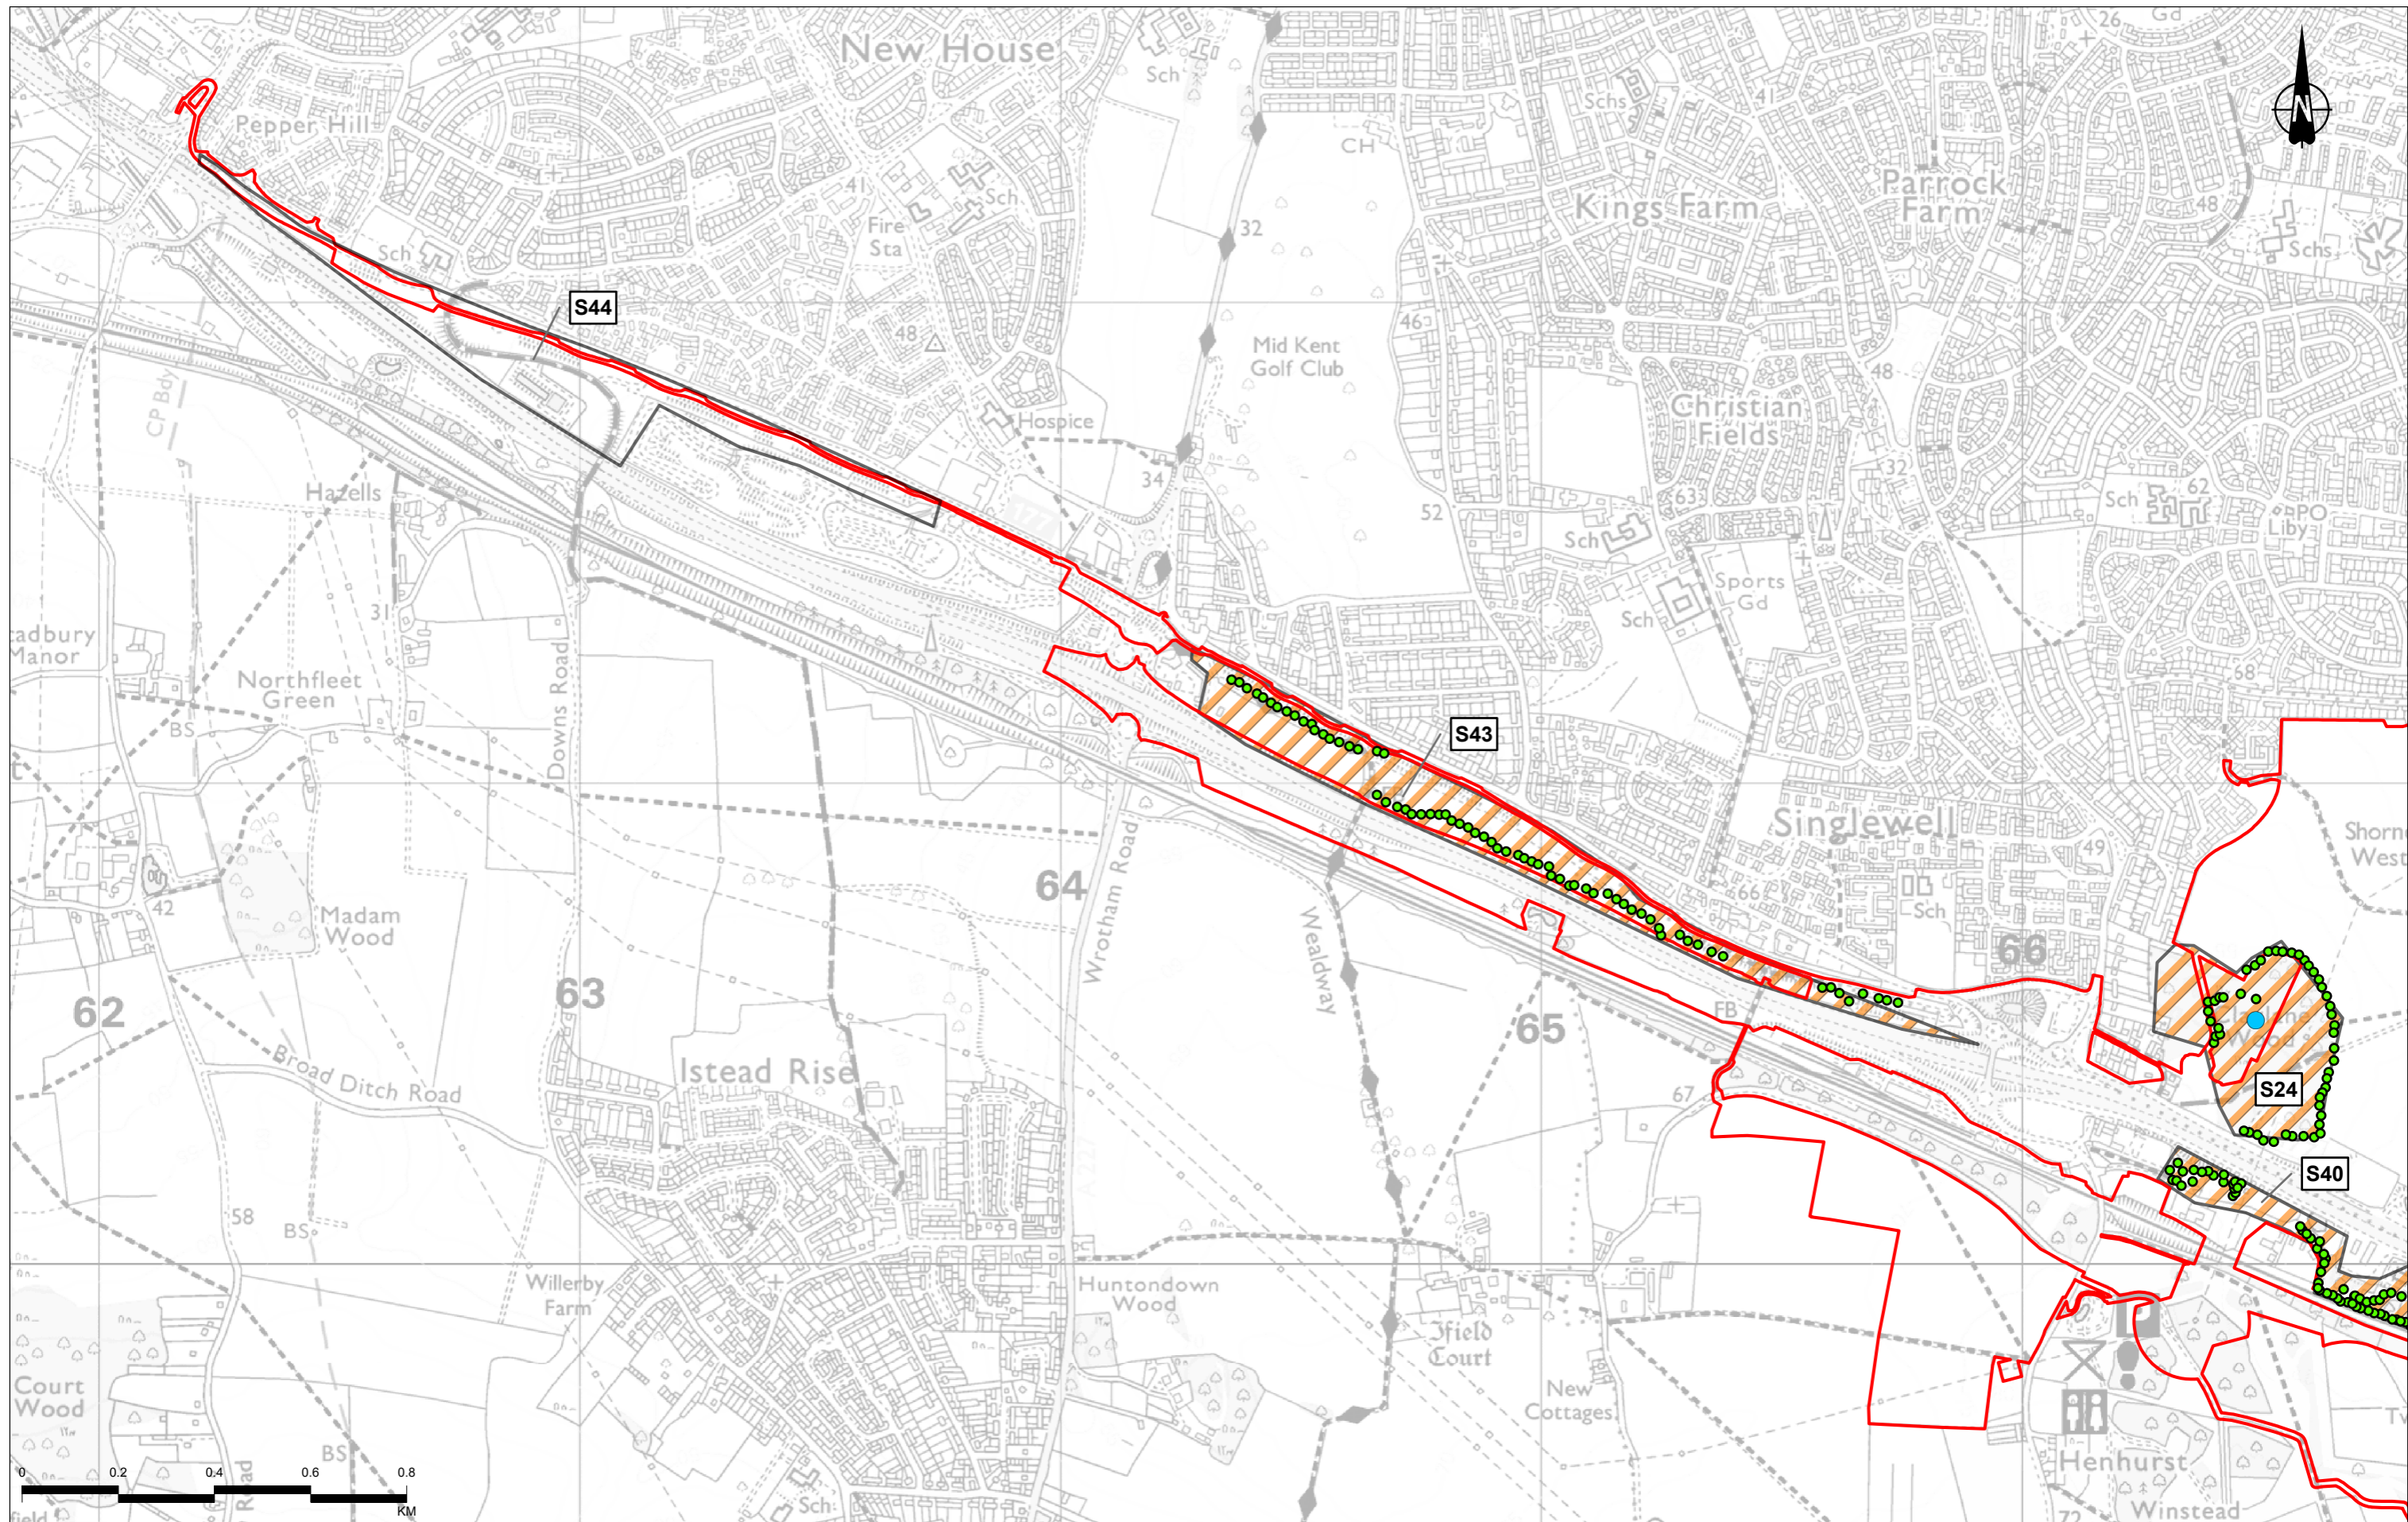 New House
Gd
26
Sch
Pepper Hill
Schs
41
CH
N
Parrock
Farm
Kings Farm
48
41
Sch
Fire
Sta
32
Schs
Sch
CP Bdy
S44
48
46
Mid Kent
Golf Club
48
Christian
Fields
Hospice
34
32
Hazells
52
63
Sch
62
PO
Liby
Sch
Sports
Gd
Sch
31
Manor
Downs Road
Northfleet
Green
BS
68
S43
Singlewell
49
Wrotham Road
64
66
Sch
42
Madam
Wood
Wealdway
66
62
63
65
FB
Wood
Broad Ditch Road
Istead Rise
67
S24
S40
58
BS
Willerby
Farm
Huntondown
Wood
A227
Ifield
Court
P
Court
Wood
New
Cottages
BS
Road
Henhurst
0
0.2
0.4
0.6
0.8
KM
Sch
72
Winstead